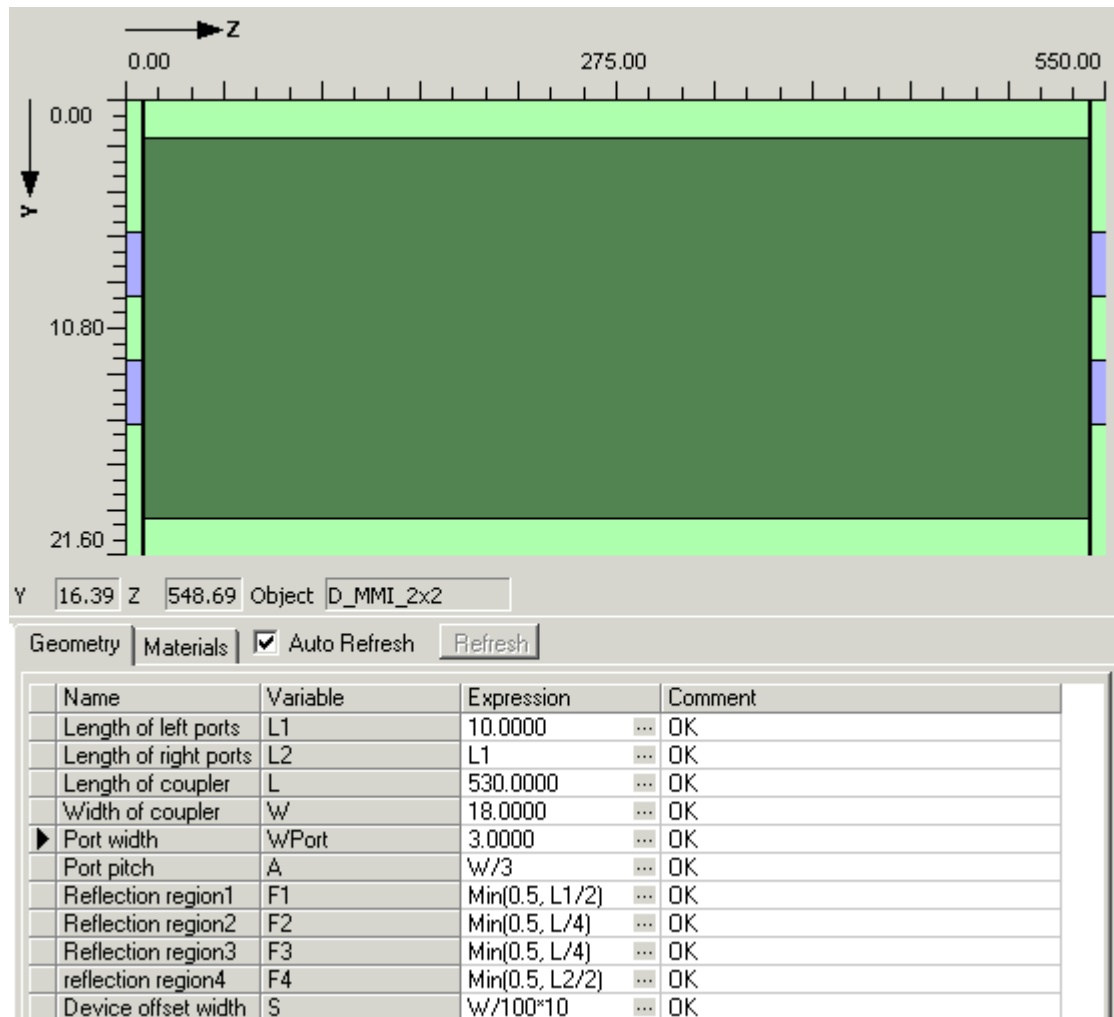 Z
0.00 275.00 550.00
0.00
Y
10.80
21.60
Y 16.39 Z 548.69 Object D_MMI_2x2
Geometry Materials Auto Refresh Refresh
Name Variable Expression Comment
Length of left ports L1 10.0000 ... OK
Length of right ports L2 L1 ... OK
Length of coupler L 530.0000 ... OK
Width of coupler W 18.0000 ... OK
Port width WPort 3.0000 ... OK
Port pitch A W/3 ... OK
Reflection region1 F1 Min(0.5, L1/2) ... OK
Reflection region2 F2 Min(0.5, L/4) ... OK
Reflection region3 F3 Min(0.5, L/4) ... OK
reflection region4 F4 Min(0.5, L2/2) ... OK
Device offset width S W/100*10 ... OK